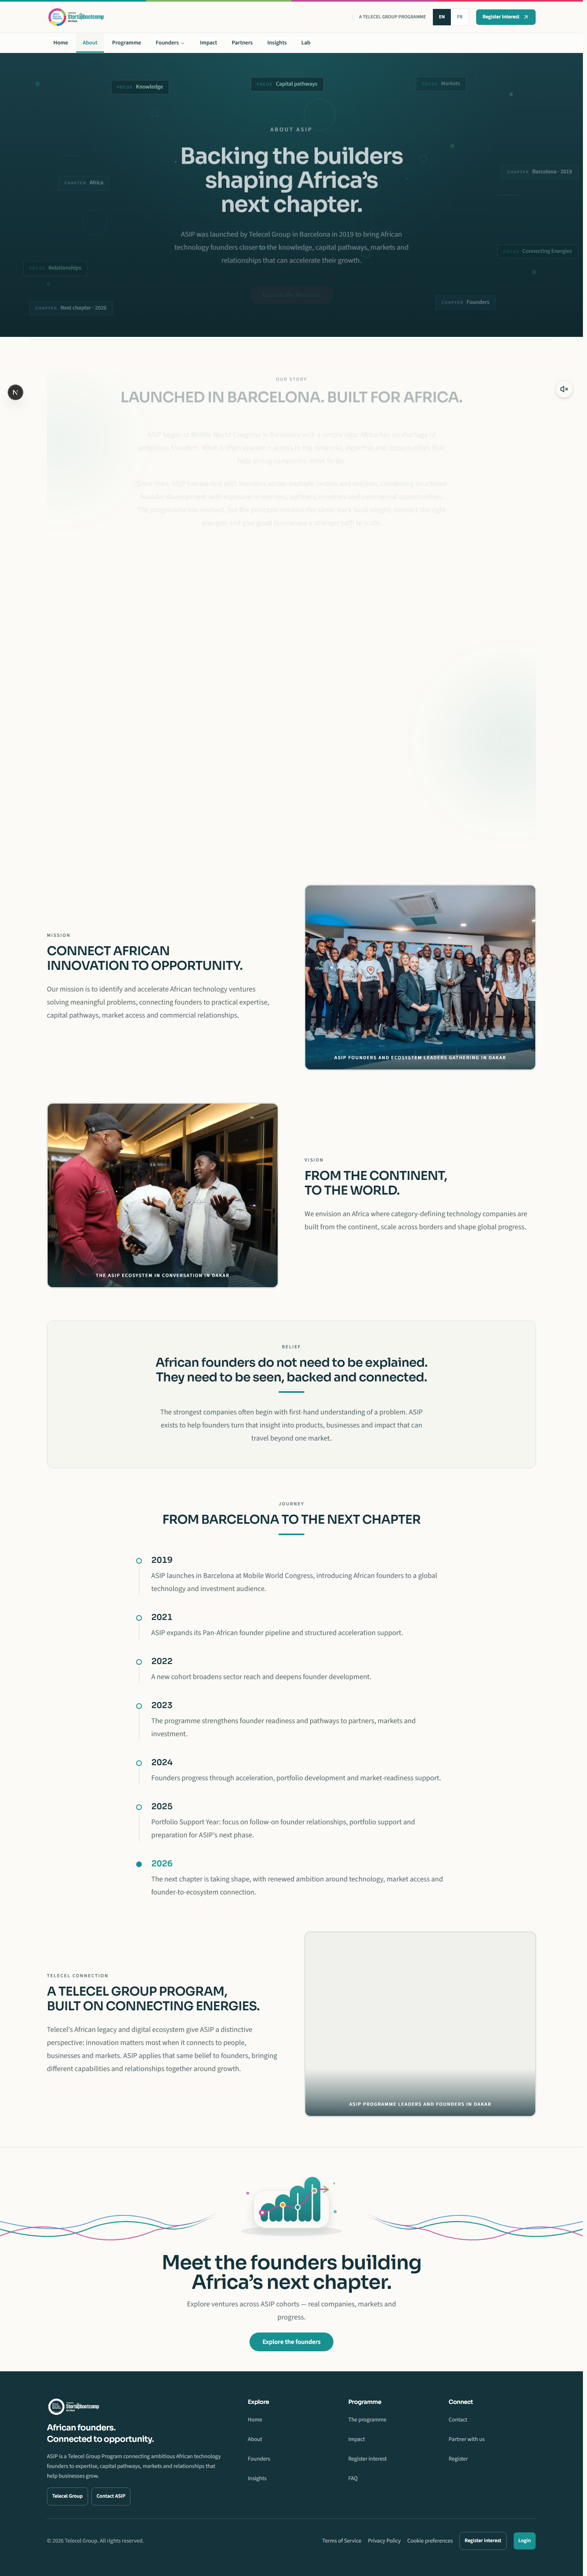 Startupbootcamp
A TELECEL GROUP PROGRAMME
EN
FR
Register interest
Home
About
Programme
Founders
Impact
Partners
Insights
Lab
FOCUS Knowledge
FOCUS Capital pathways
FOCUS Markets
ABOUT ASIP
Backing the builders
shaping Africa's
next chapter.
CHAPTER Africa
CHAPTER Barcelona · 2019
ASIP was launched by Telecel Group in Barcelona in 2019 to bring African
technology founders closer to the knowledge, capital pathways, markets and
relationships that can accelerate their growth.
FOCUS Connecting Energies
FOCUS Relationships
CHAPTER Next chapter · 2026
CHAPTER Founders
OUR STORY
LAUNCHED IN BARCELONA. BUILT FOR AFRICA.
MISSION
CONNECT AFRICAN
INNOVATION TO OPPORTUNITY.
Our mission is to identify and accelerate African technology ventures
solving meaningful problems, connecting founders to practical expertise,
capital pathways, market access and commercial relationships.
ASIP FOUNDERS AND ECOSYSTEM LEADERS GATHERING IN DAKAR
THE ASIP ECOSYSTEM IN CONVERSATION IN DAKAR
VISION
FROM THE CONTINENT,
TO THE WORLD.
We envision an Africa where category-defining technology companies are
built from the continent, scale across borders and shape global progress.
BELIEF
African founders do not need to be explained.
They need to be seen, backed and connected.
The strongest companies often begin with first-hand understanding of a problem. ASIP
exists to help founders turn that insight into products, businesses and impact that can
travel beyond one market.
JOURNEY
FROM BARCELONA TO THE NEXT CHAPTER
2019
ASIP launches in Barcelona at Mobile World Congress, introducing African founders to a global
technology and investment audience.
2021
ASIP expands its Pan-African founder pipeline and structured acceleration support.
2022
A new cohort broadens sector reach and deepens founder development.
2023
The programme strengthens founder readiness and pathways to partners, markets and
investment.
2024
Founders progress through acceleration, portfolio development and market-readiness support.
2025
Portfolio Support Year: focus on follow-on founder relationships, portfolio support and
preparation for ASIP's next phase.
2026
The next chapter is taking shape, with renewed ambition around technology, market access and
founder-to-ecosystem connection.
TELECEL CONNECTION
A TELECEL GROUP PROGRAM,
BUILT ON CONNECTING ENERGIES.
Telecel's African legacy and digital ecosystem give ASIP a distinctive
perspective: innovation matters most when it connects to people,
businesses and markets. ASIP applies that same belief to founders, bringing
different capabilities and relationships together around growth.
ASIP PROGRAMME LEADERS AND FOUNDERS IN DAKAR
Meet the founders building
Africa's next chapter.
Explore ventures across ASIP cohorts — real companies, markets and
progress.
Explore the founders
Startupbootcamp
African founders.
Connected to opportunity.
ASIP is a Telecel Group Program connecting ambitious African technology
founders to expertise, capital pathways, markets and relationships that
help businesses grow.
Telecel Group
Contact ASIP
Explore
Home
About
Founders
Insights
Programme
The programme
Impact
Register interest
FAQ
Connect
Contact
Partner with us
Register
© 2026 Telecel Group. All rights reserved.
Terms of Service
Privacy Policy
Cookie preferences
Register interest
Login